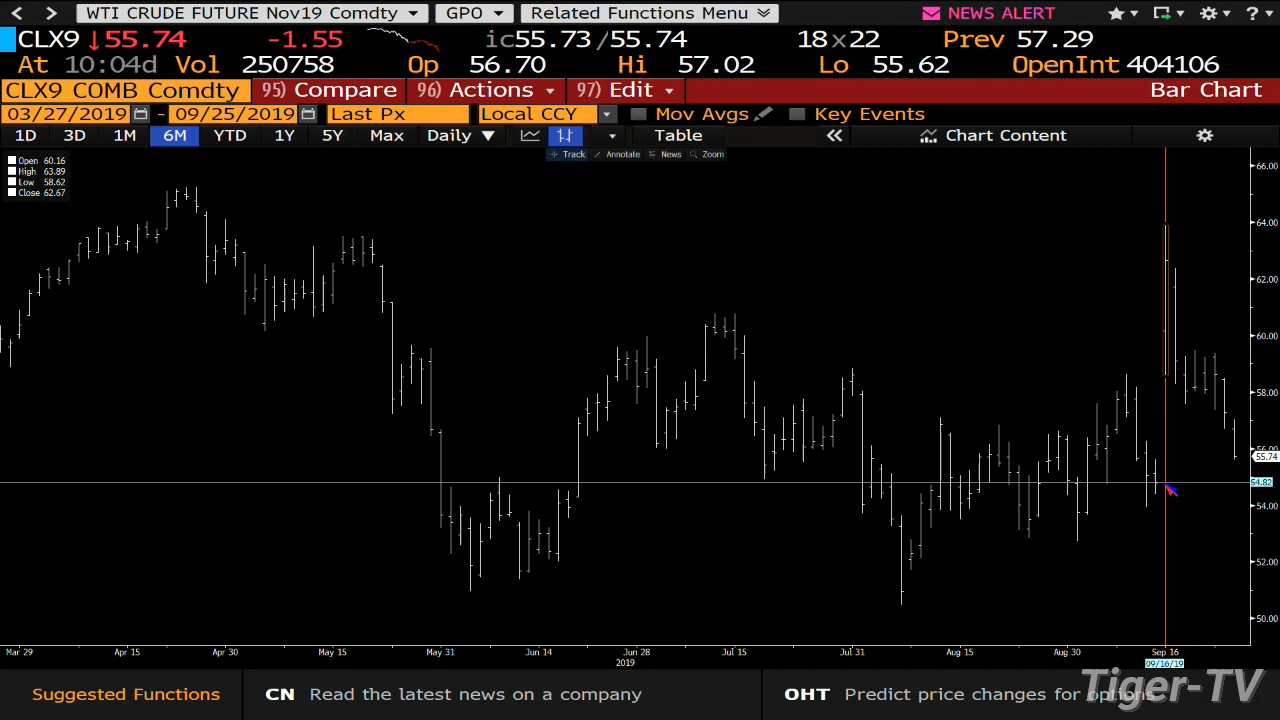 WTI CRUDE FUTURE Nov19 Comdty GPO Related Functions Menu NEWS ALERT
CLX9 ↓55.74 -1.55 ic55.73/55.74 18x22 Prev 57.29
At 10:04d Vol 250758 Op 56.70 Hi 57.02 Lo 55.62 OpenInt 404106
CLX9 COMB Comdty 95) Compare 96) Actions 97) Edit Bar Chart
03/27/2019 - 09/25/2019 Last Px Local CCY Mov Avgs Key Events
1D 3D 1M 6M YTD 1Y 5Y Max Daily ▼ Table « Chart Content
Track Annotate News Zoom
Open 60.16
High 63.89
Low 58.62
Close 62.67
66.00
64.00
62.00
60.00
58.00
56.00
55.74
54.82
54.00
52.00
50.00
Mar 29 Apr 15 Apr 30 May 15 May 31 Jun 14 Jun 28 Jul 15 Jul 31 Aug 15 Aug 30 Sep 16
2019 09/16/19
Suggested Functions CN Read the latest news on a company OHT Predict price changes for options
Tiger-TV